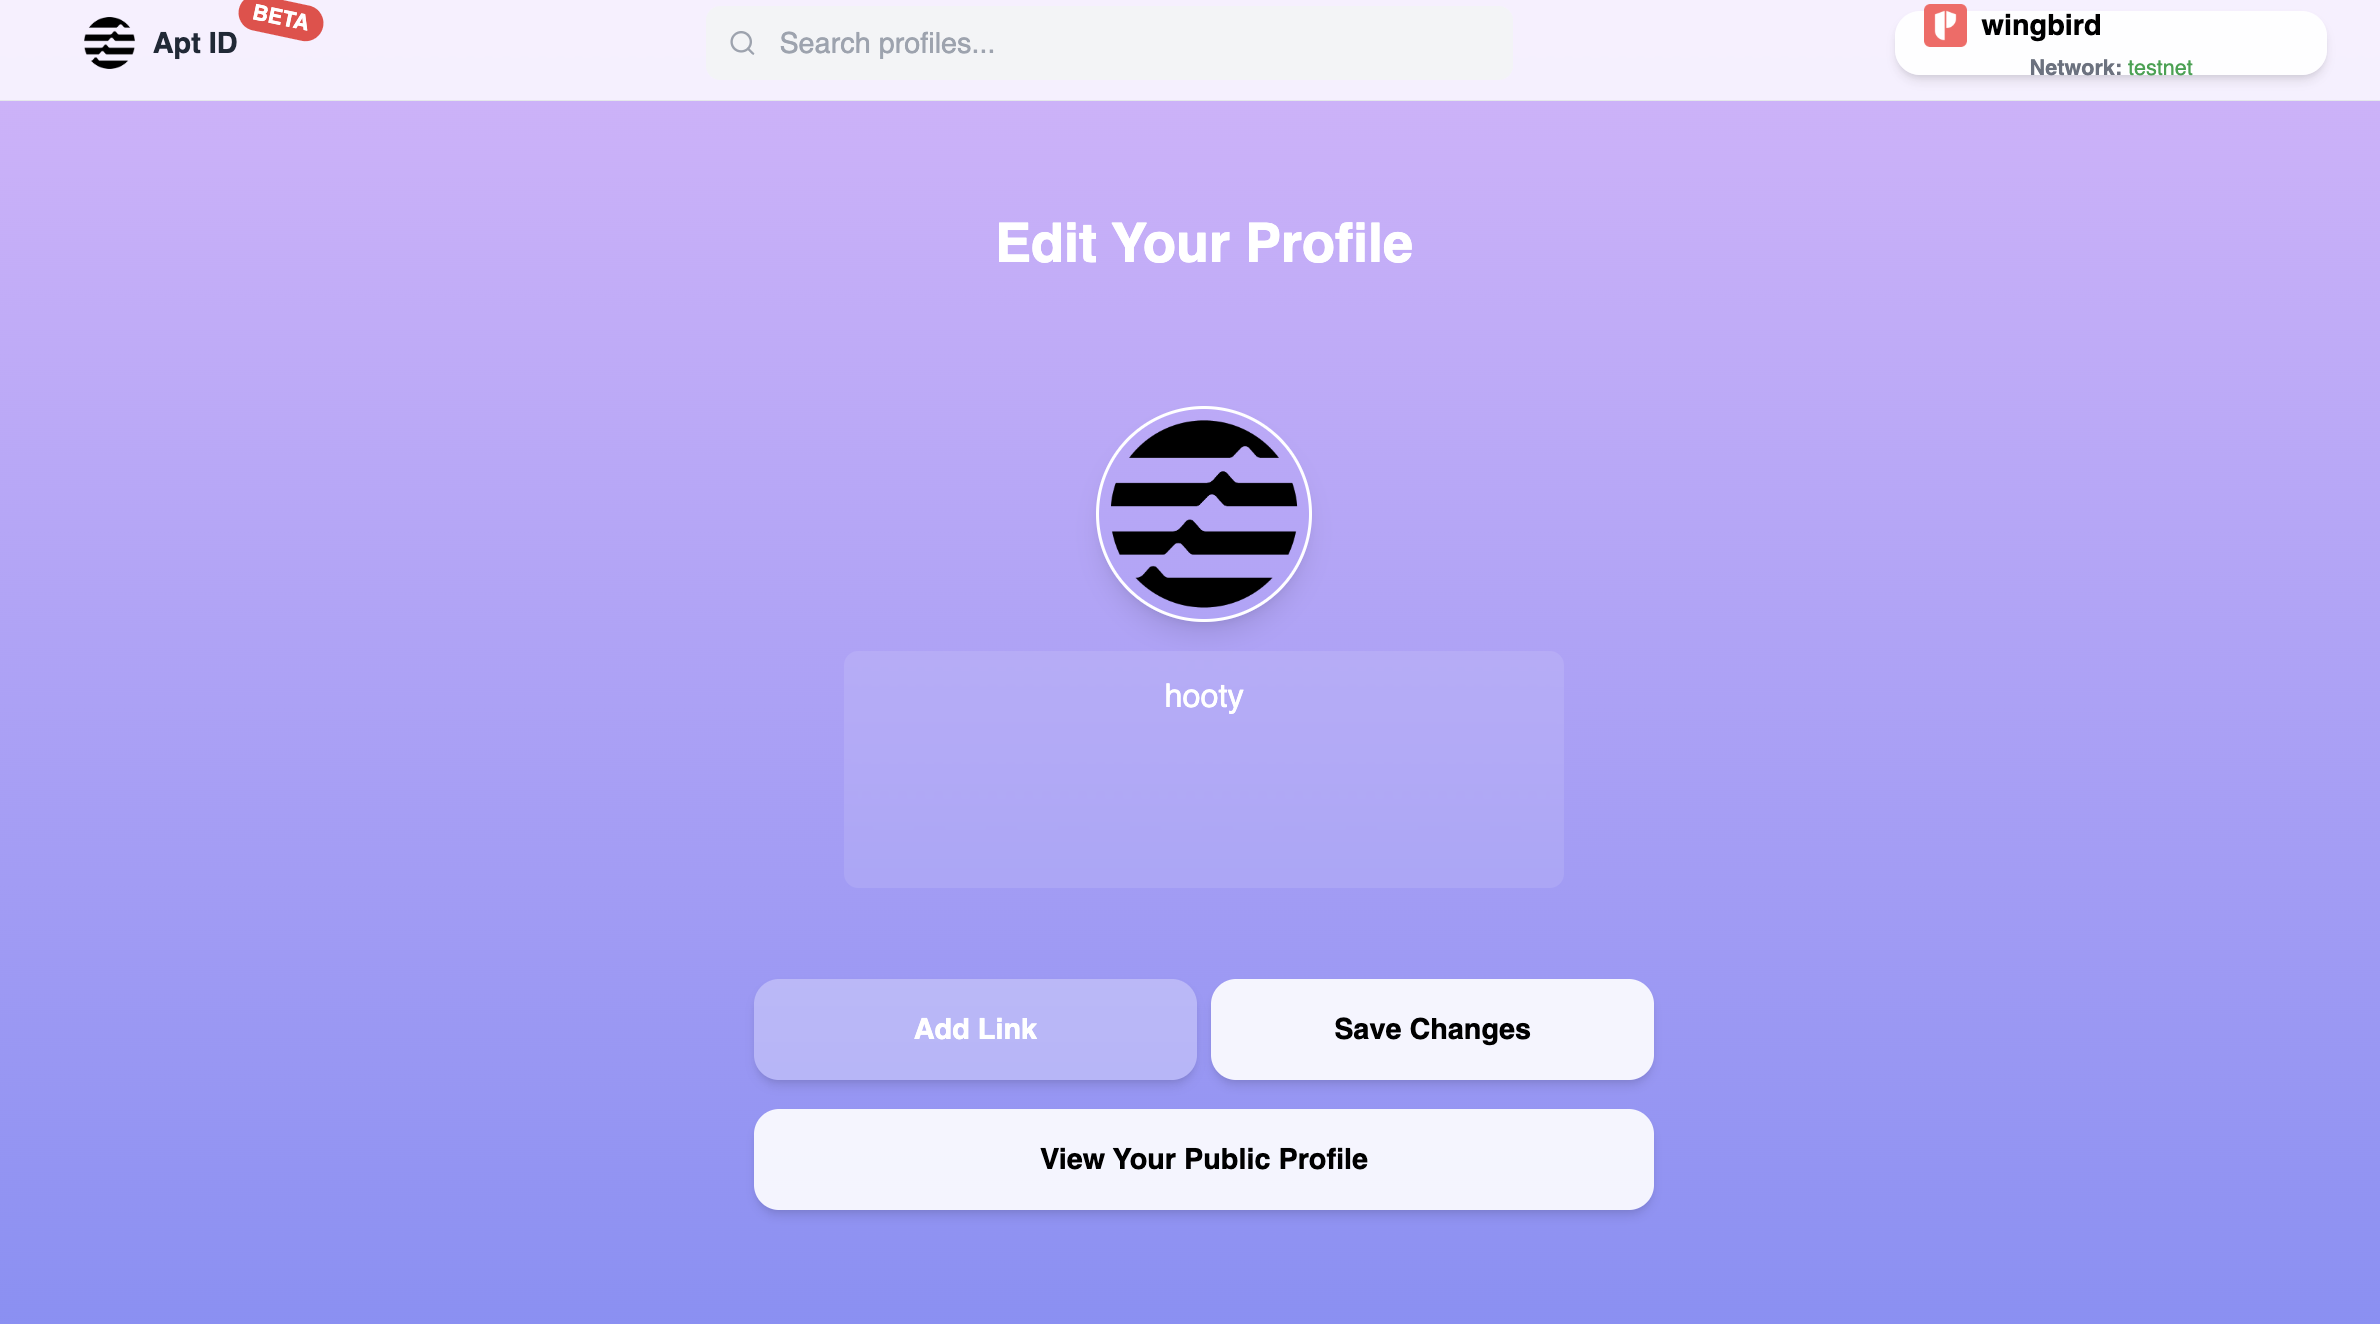 Apt ID
BETA
Search profiles...
wingbird
Network: testnet
Edit Your Profile
hooty
Add Link
Save Changes
View Your Public Profile